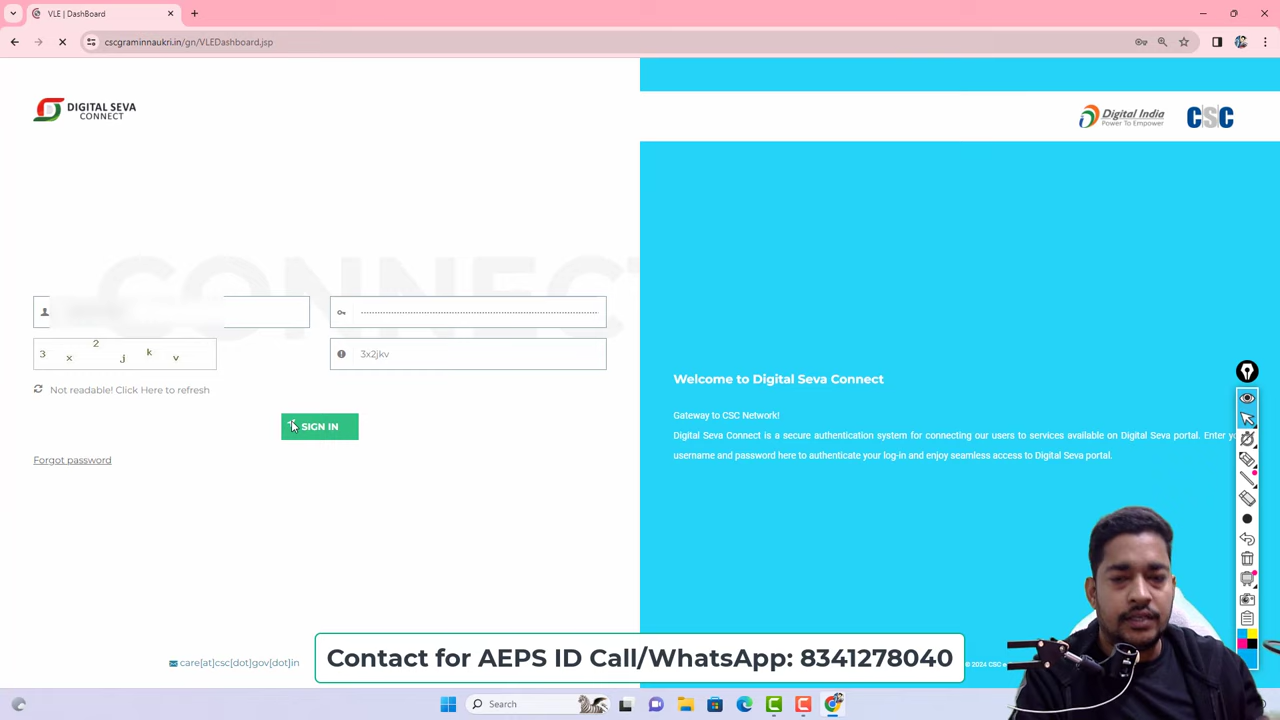 VLE | DashBoard
cscgraminnaukri.in/gn/VLEDashboard.jsp
DIGITAL SEVA
CONNECT
Digital India
Power To Empower
CSC
CONNECT
3 x 2 j k v
3x2jkv
Not readable! Click Here to refresh
SIGN IN
Forgot password
Welcome to Digital Seva Connect
Gateway to CSC Network!
Digital Seva Connect is a secure authentication system for connecting our users to services available on Digital Seva portal. Enter
username and password here to authenticate your log-in and enjoy seamless access to Digital Seva portal.
care[at]csc[dot]gov[dot]in
Contact for AEPS ID Call/WhatsApp: 8341278040
© 2024 CSC
Search